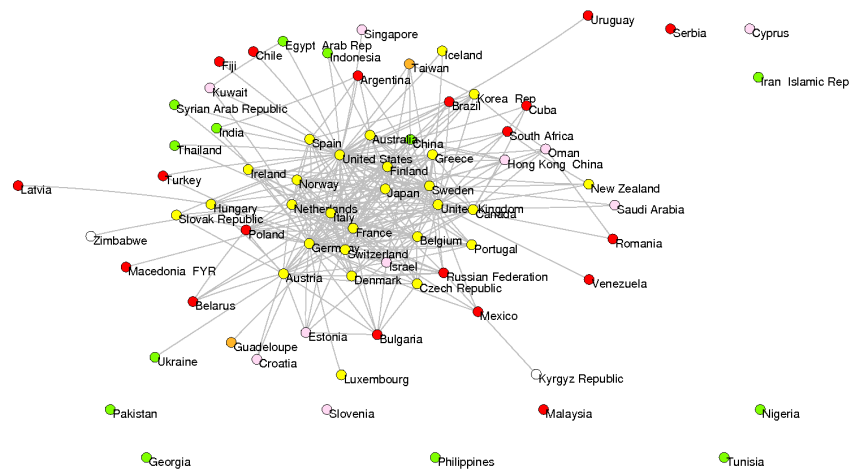 Uruguay
Serbia
Cyprus
Singapore
Egypt  Arab Rep
Chile
Indonesia
Iceland
Fiji
Taiwan
Argentina
Iran  Islamic Rep
Kuwait
Korea  Rep
Brazil
Cuba
Syrian Arab Republic
India
South Africa
Spain
Australia
China
Thailand
Oman
United States
Greece
Hong Kong  China
Ireland
Finland
Turkey
Norway
Latvia
Japan
Sweden
New Zealand
Hungary
Netherlands
United Kingdom
Saudi Arabia
Slovak Republic
Italy
Canada
Zimbabwe
Poland
France
Romania
Germany
Belgium
Switzerland
Portugal
Macedonia  FYR
Israel
Austria
Denmark
Russian Federation
Czech Republic
Venezuela
Belarus
Mexico
Estonia
Bulgaria
Guadeloupe
Ukraine
Croatia
Luxembourg
Kyrgyz Republic
Pakistan
Slovenia
Malaysia
Nigeria
Georgia
Philippines
Tunisia